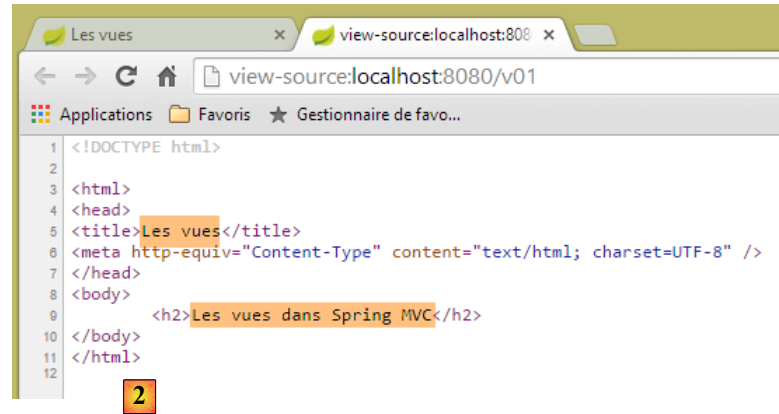 Les vues × view-source:localhost:808 ×
view-source:localhost:8080/v01
Applications Favoris Gestionnaire de favo...
1 <!DOCTYPE html>
2
3 <html>
4 <head>
5 <title>Les vues</title>
6 <meta http-equiv="Content-Type" content="text/html; charset=UTF-8" />
7 </head>
8 <body>
9 <h2>Les vues dans Spring MVC</h2>
10 </body>
11 </html>
12
2